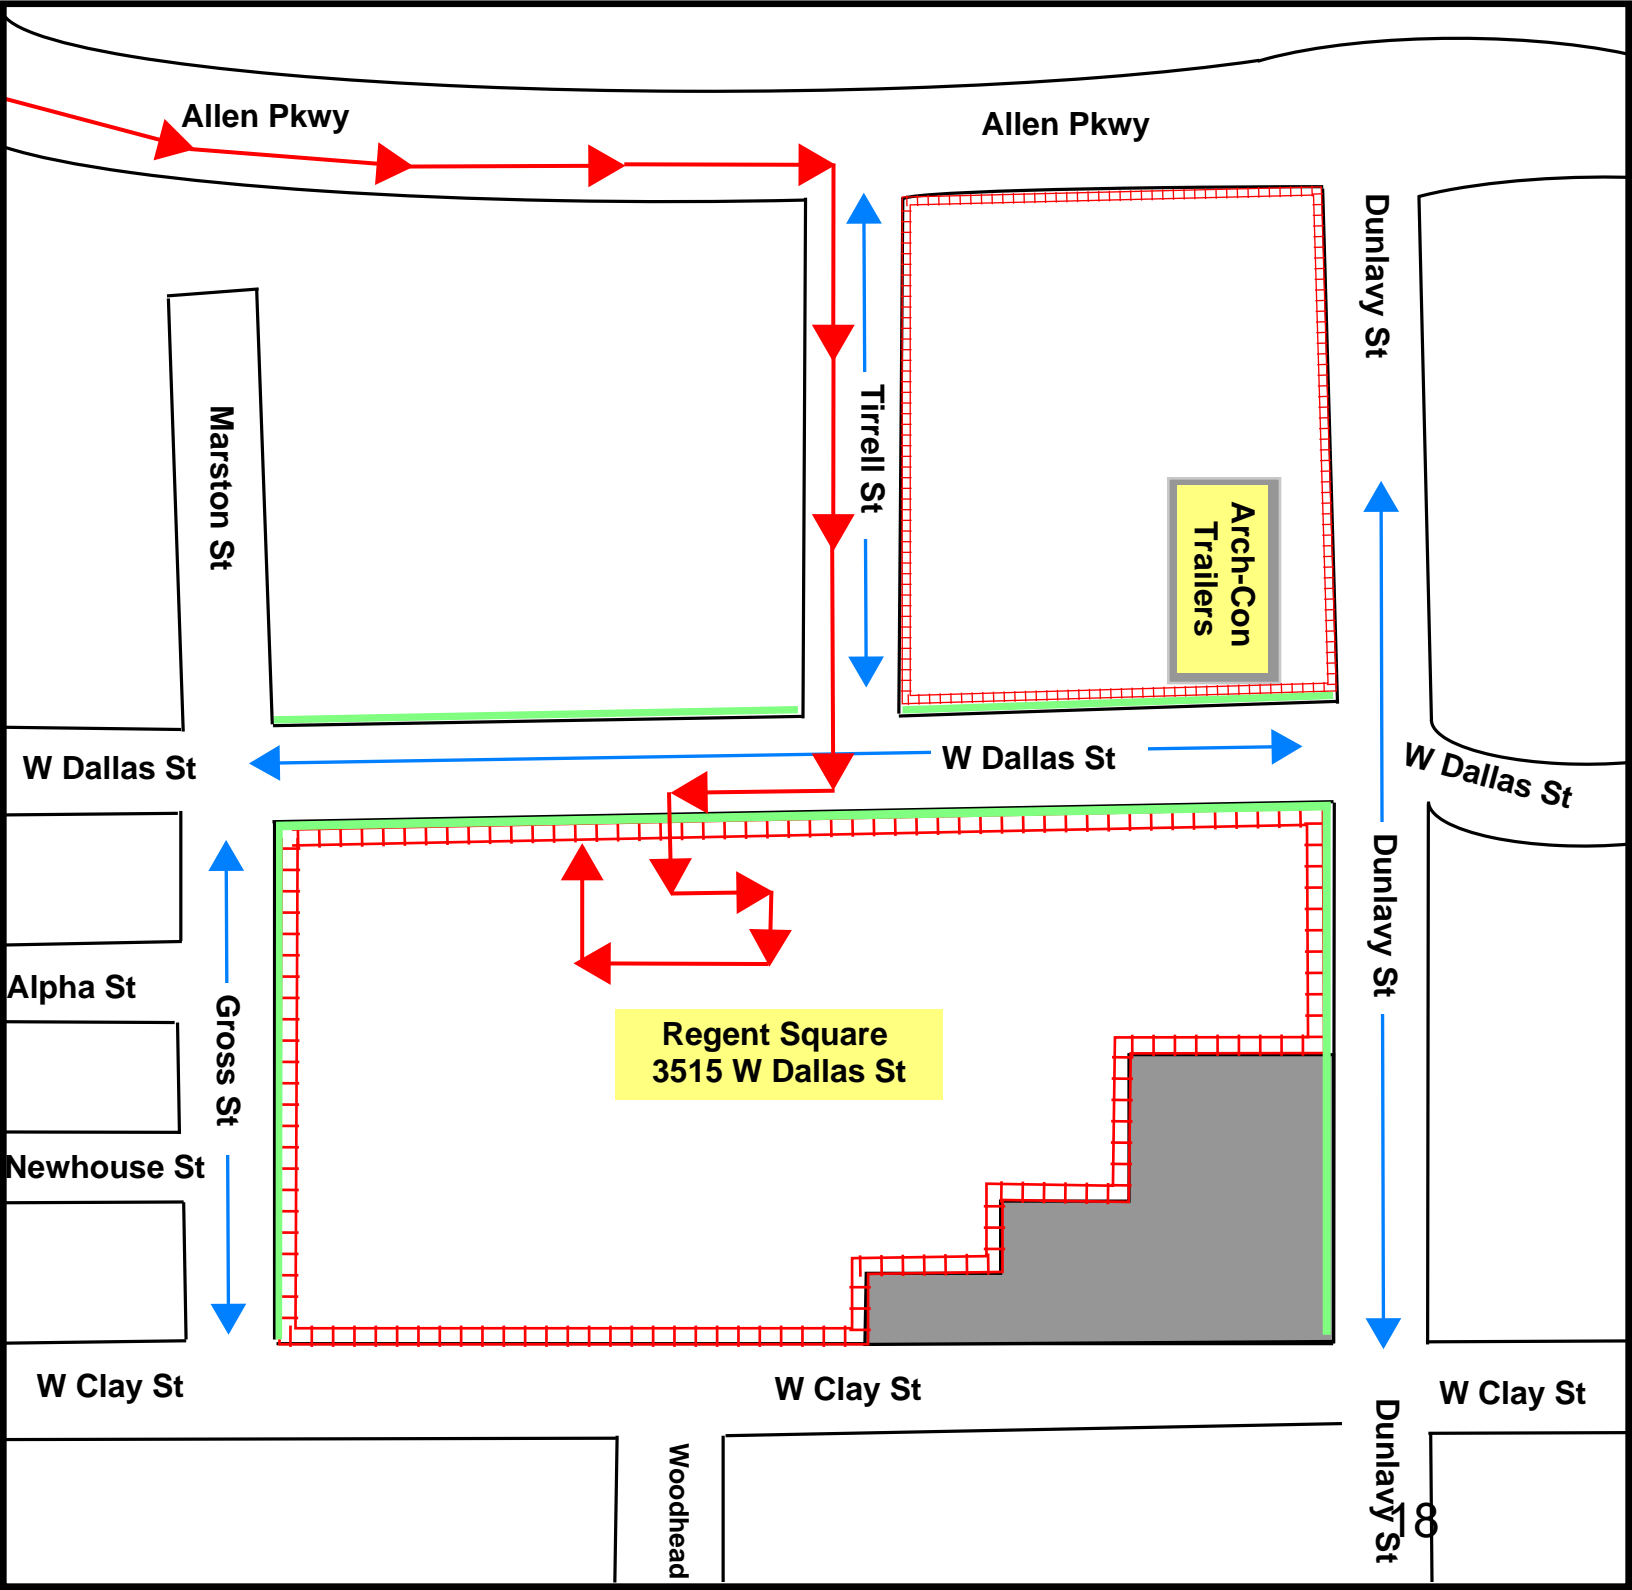 Allen Pkwy
Allen Pkwy
Dunlavy St
Tirrell St
Marston St
Arch-Con
Trailers
W Dallas St
W Dallas St
W Dallas St
Dunlavy St
Alpha St
Gross St
Regent Square
3515 W Dallas St
Newhouse St
W Clay St
W Clay St
W Clay St
Dunlavy St
Woodhead
18